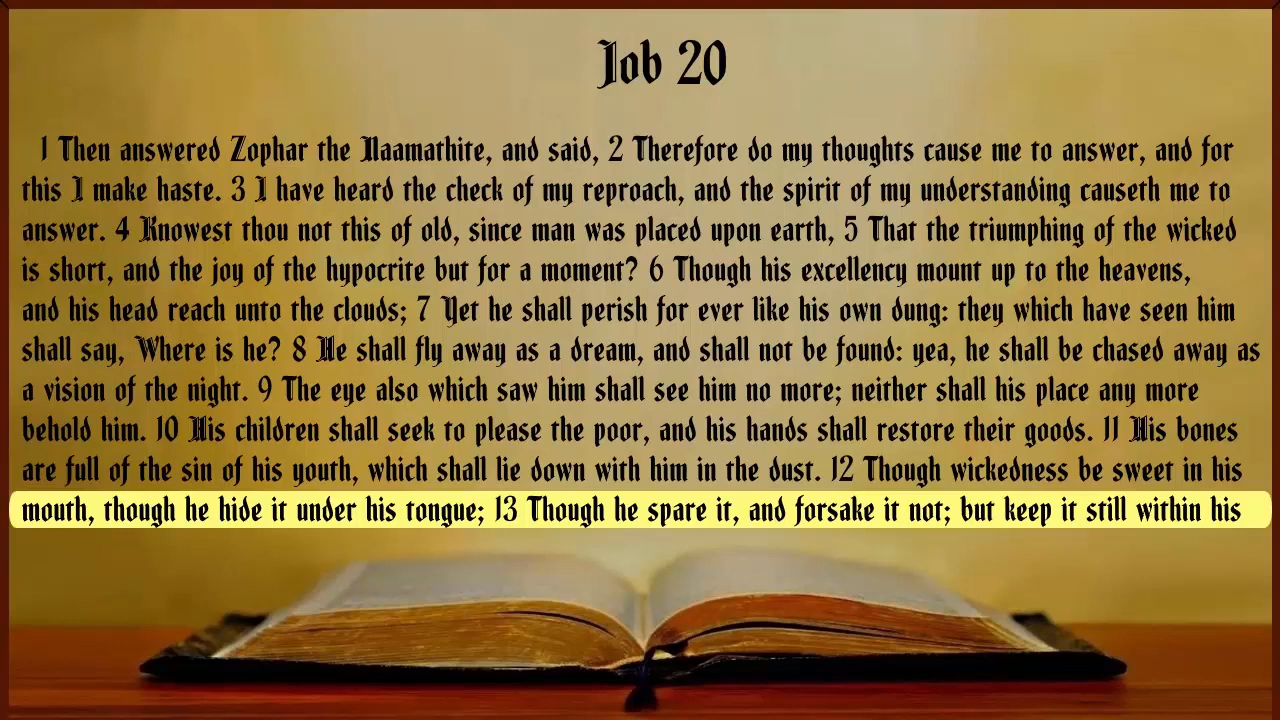 Job 20
1 Then answered Zophar the Naamathite, and said, 2 Therefore do my thoughts cause me to answer, and for
this I make haste. 3 I have heard the check of my reproach, and the spirit of my understanding causeth me to
answer. 4 Knowest thou not this of old, since man was placed upon earth, 5 That the triumphing of the wicked
is short, and the joy of the hypocrite but for a moment? 6 Though his excellency mount up to the heavens,
and his head reach unto the clouds; 7 Yet he shall perish for ever like his own dung: they which have seen him
shall say, Where is he? 8 He shall fly away as a dream, and shall not be found: yea, he shall be chased away as
a vision of the night. 9 The eye also which saw him shall see him no more; neither shall his place any more
behold him. 10 His children shall seek to please the poor, and his hands shall restore their goods. 11 His bones
are full of the sin of his youth, which shall lie down with him in the dust. 12 Though wickedness be sweet in his
mouth, though he hide it under his tongue; 13 Though he spare it, and forsake it not; but keep it still within his